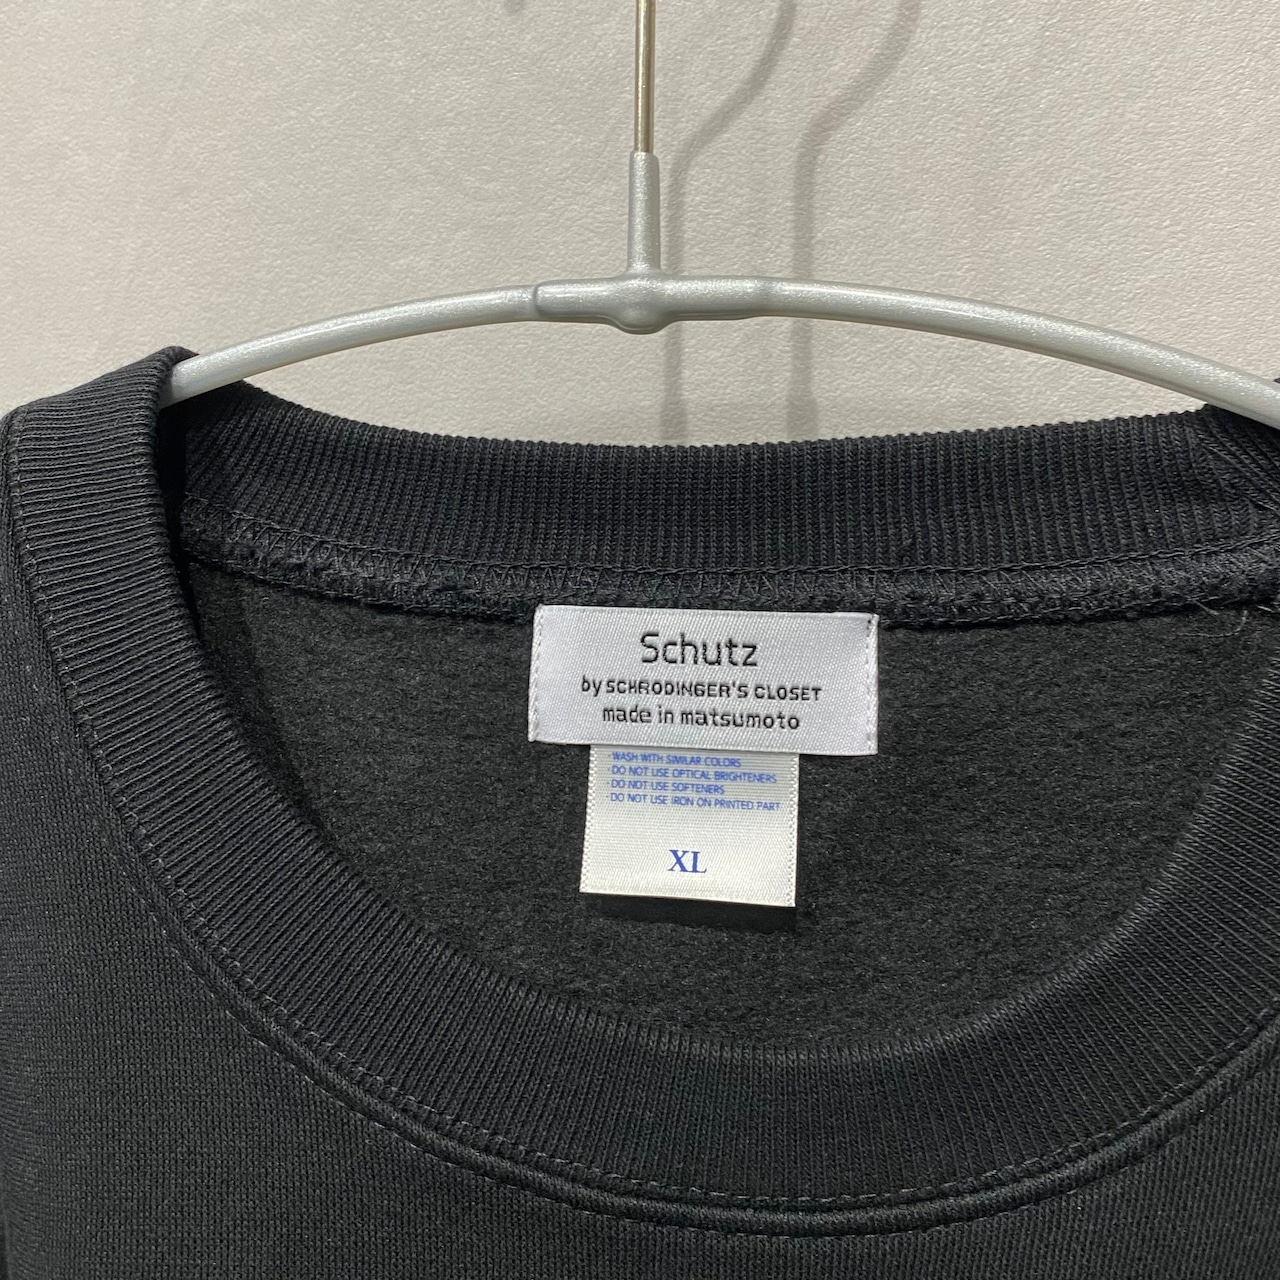 Schutz
by SCHRODINGER'S CLOSET
made in matsumoto
·WASH WITH SIMILAR COLORS
·DO NOT USE OPTICAL BRIGHTENERS
·DO NOT USE SOFTENERS
·DO NOT USE IRON ON PRINTED PART
XL